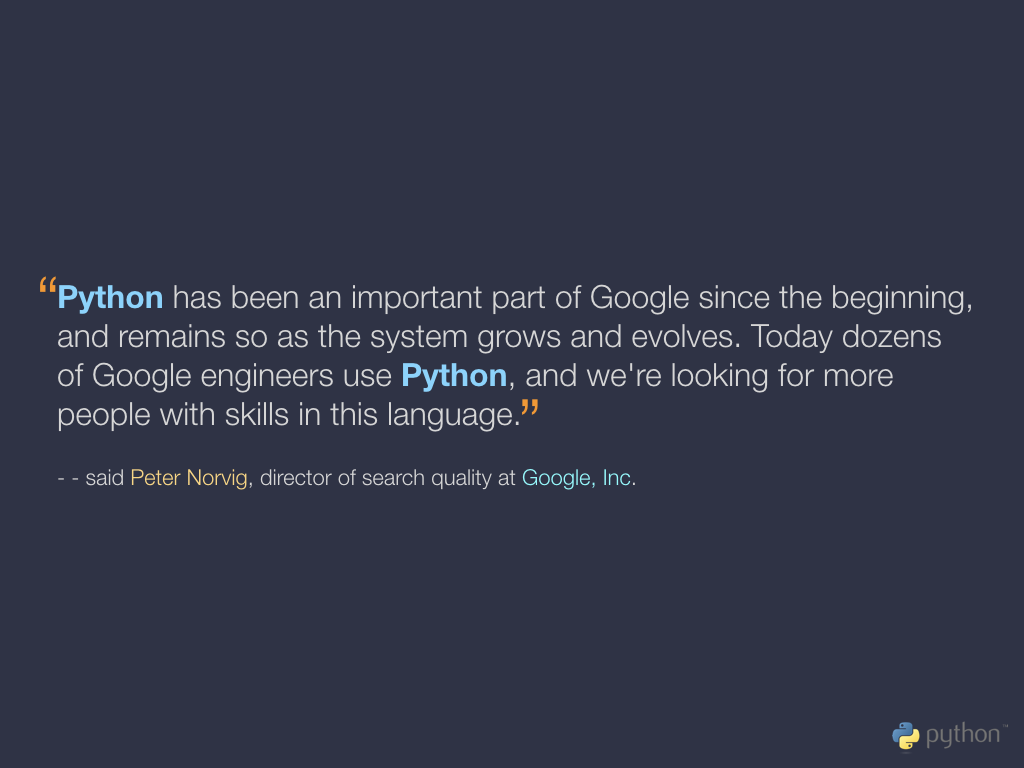 “Python has been an important part of Google since the beginning,
and remains so as the system grows and evolves. Today dozens
of Google engineers use Python, and we're looking for more
people with skills in this language.”
- - said Peter Norvig, director of search quality at Google, Inc.
python™